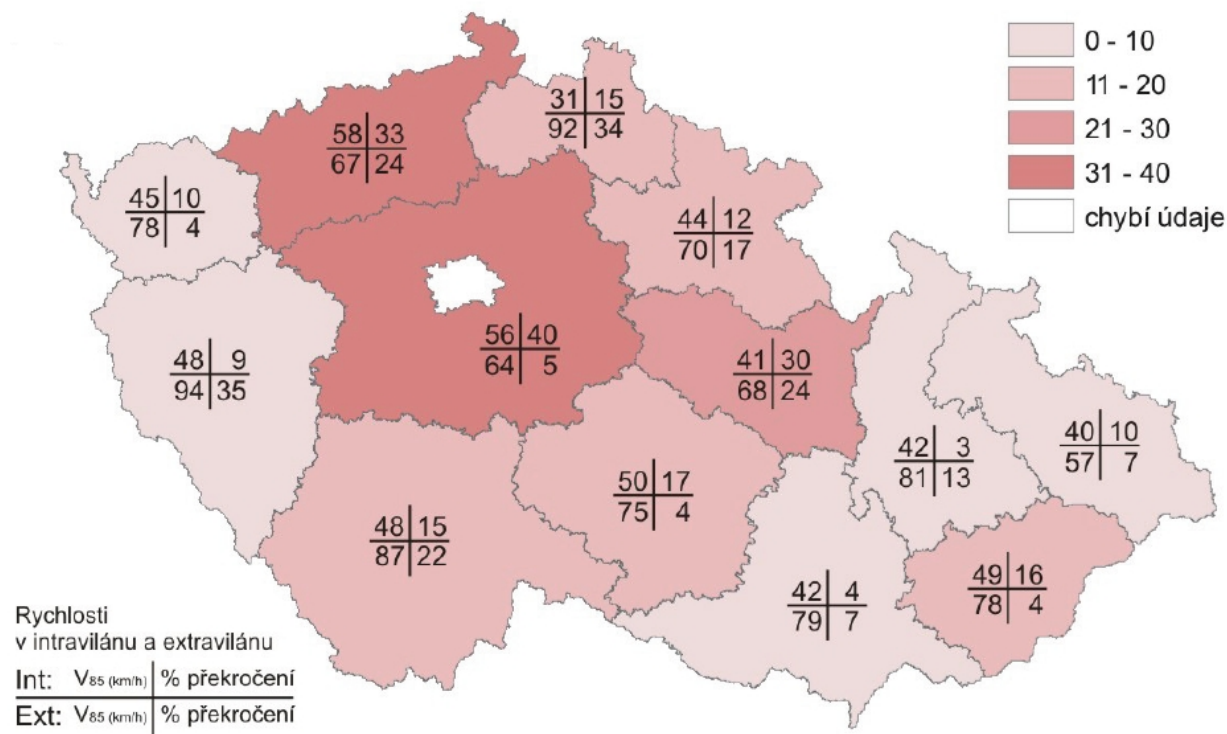 0 - 10
11 - 20
21 - 30
31 - 40
chybí údaje
31 15
92 34
58 33
67 24
45 10
78 4
44 12
70 17
56 40
64 5
48 9
94 35
41 30
68 24
40 10
57 7
42 3
81 13
50 17
75 4
48 15
87 22
49 16
78 4
42 4
79 7
Rychlosti
v intravilánu a extravilánu
Int: V85 (km/h) % překročení
Ext: V85 (km/h) % překročení